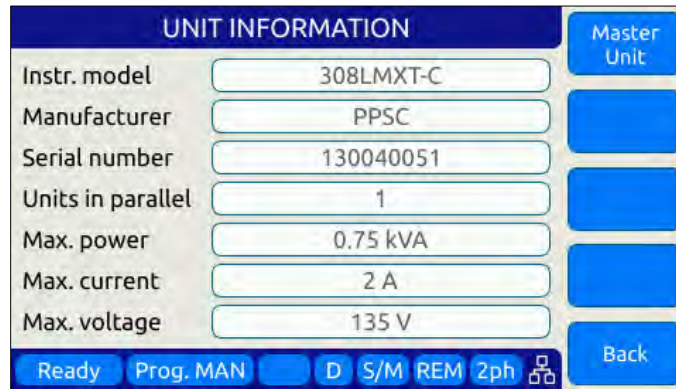 UNIT INFORMATION
Instr. model 308LMXT-C
Manufacturer PPSC
Serial number 130040051
Units in parallel 1
Max. power 0.75 kVA
Max. current 2 A
Max. voltage 135 V
Ready Prog. MAN D S/M REM 2ph
Master
Unit
Back